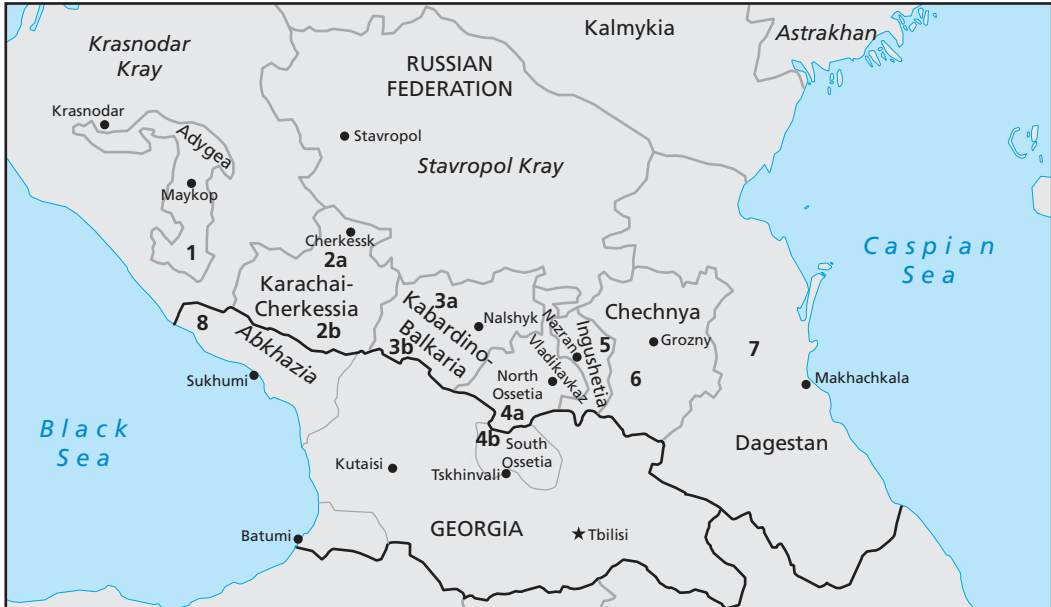 Krasnodar
Kray
Kalmykia
Astrakhan
RUSSIAN
FEDERATION
Krasnodar
Adygea
Stavropol
Stavropol Kray
Maykop
Cherkessk
1
2a
Karachai-
Cherkessia
2b
3a
Kabardino-
Balkaria
3b
Nalshyk
Nazran
Ingushetia
5
Chechnya
Grozny
6
7
Caspian
Sea
8
Abkhazia
Sukhumi
Vladikavkaz
North
Ossetia
4a
Makhachkala
Black
Sea
4b
South
Ossetia
Dagestan
Kutaisi
Tskhinvali
GEORGIA
Batumi
Tbilisi